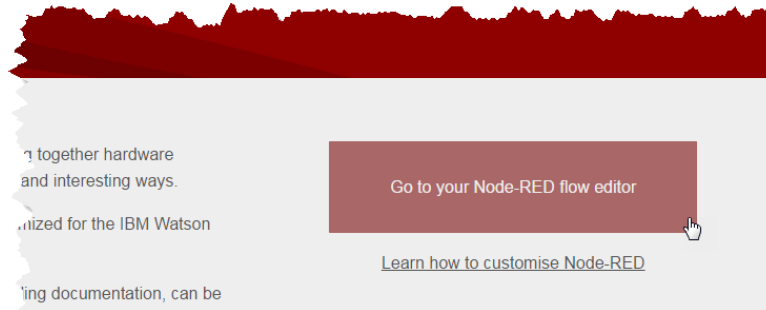 together hardware
and interesting ways.
Go to your Node-RED flow editor
for the IBM Watson
Learn how to customise Node-RED
documentation, can be